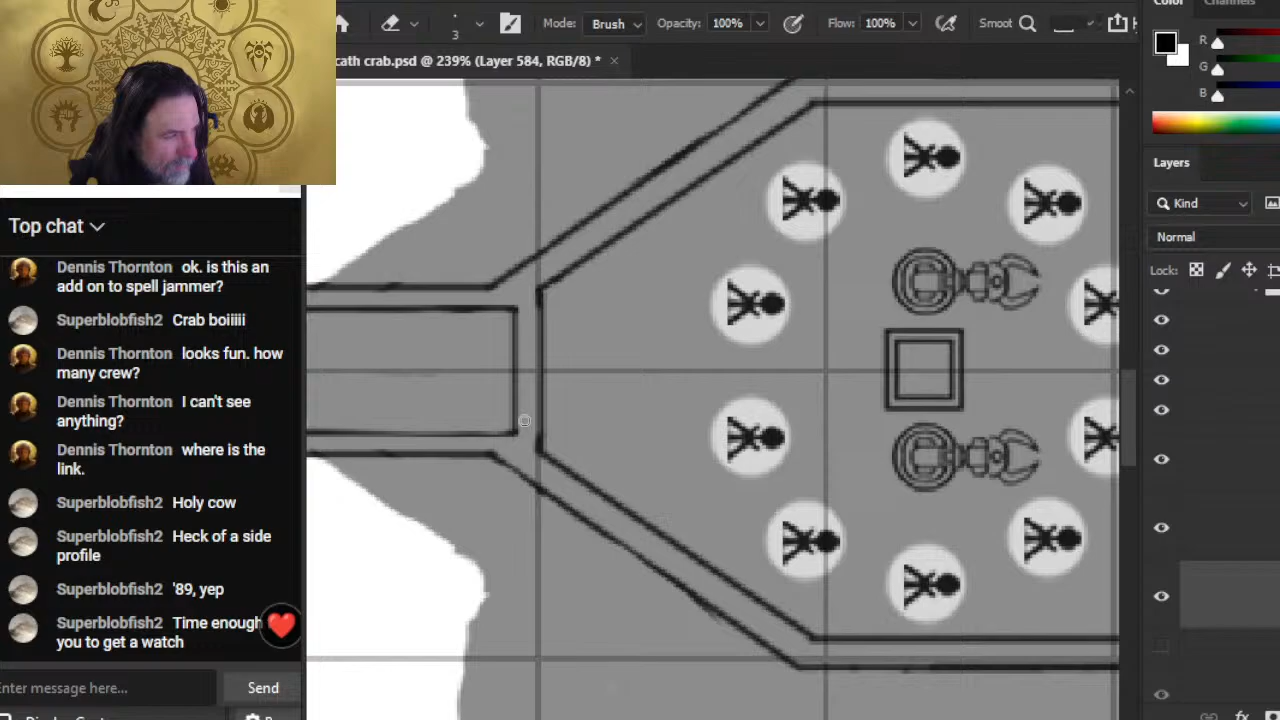 3
Mode: Brush Opacity: 100% Flow: 100% Smoot
cath crab.psd @ 239% (Layer 584, RGB/8) *
Color Channels
R
G
B
Layers
Kind
Normal
Lock:
fx
Top chat
Dennis Thornton ok. is this an
add on to spell jammer?
Superblobfish2 Crab boiiiii
Dennis Thornton looks fun. how
many crew?
Dennis Thornton I can't see
anything?
Dennis Thornton where is the
link.
Superblobfish2 Holy cow
Superblobfish2 Heck of a side
profile
Superblobfish2 '89, yep
Superblobfish2 Time enough
you to get a watch
Enter message here...
Send